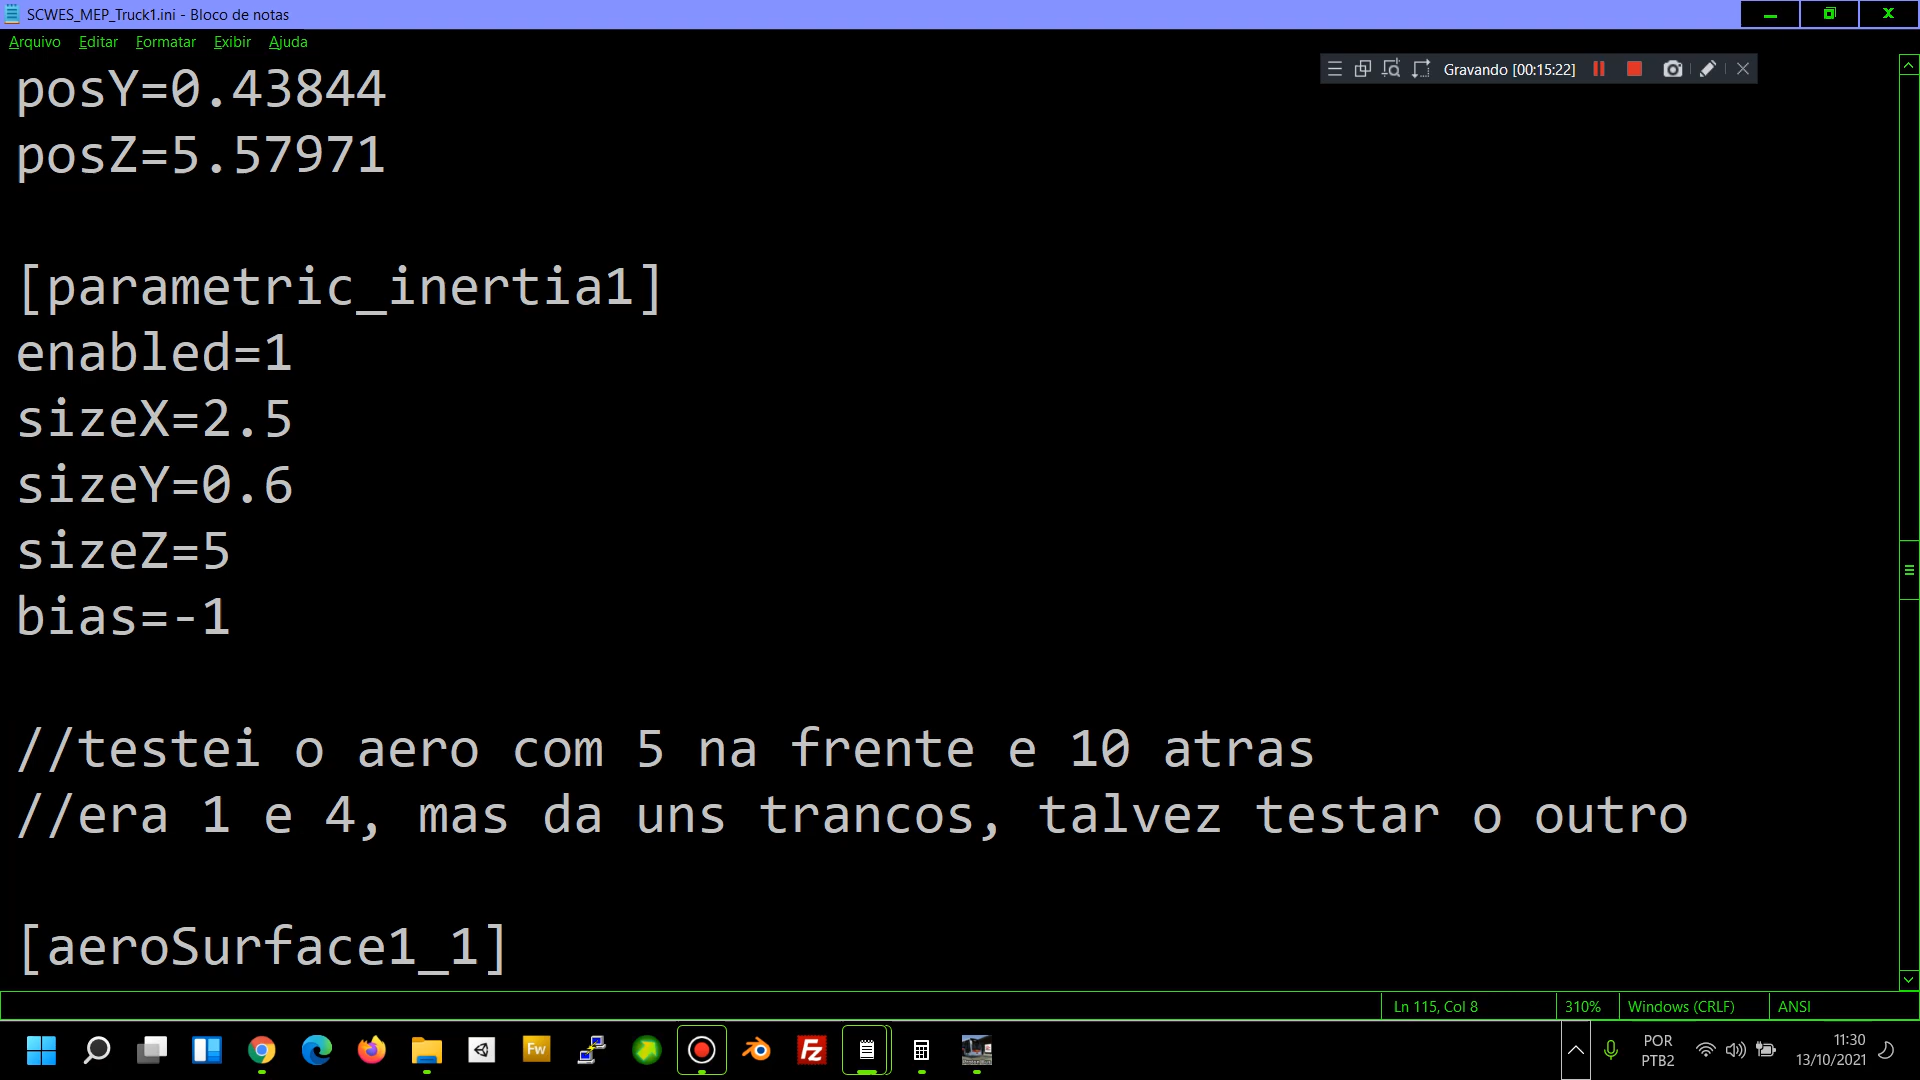 SCWES_MEP_Truck1.ini - Bloco de notas
Arquivo Editar Formatar Exibir Ajuda
Gravando [00:15:22]
posY=0.43844
posZ=5.57971
[parametric_inertia1]
enabled=1
sizeX=2.5
sizeY=0.6
sizeZ=5
bias=-1
//testei o aero com 5 na frente e 10 atras
//era 1 e 4, mas da uns trancos, talvez testar o outro
[aeroSurface1_1]
Ln 115, Col 8 310% Windows (CRLF) ANSI
Fw
Fz
POR
PTB2
11:30
13/10/2021